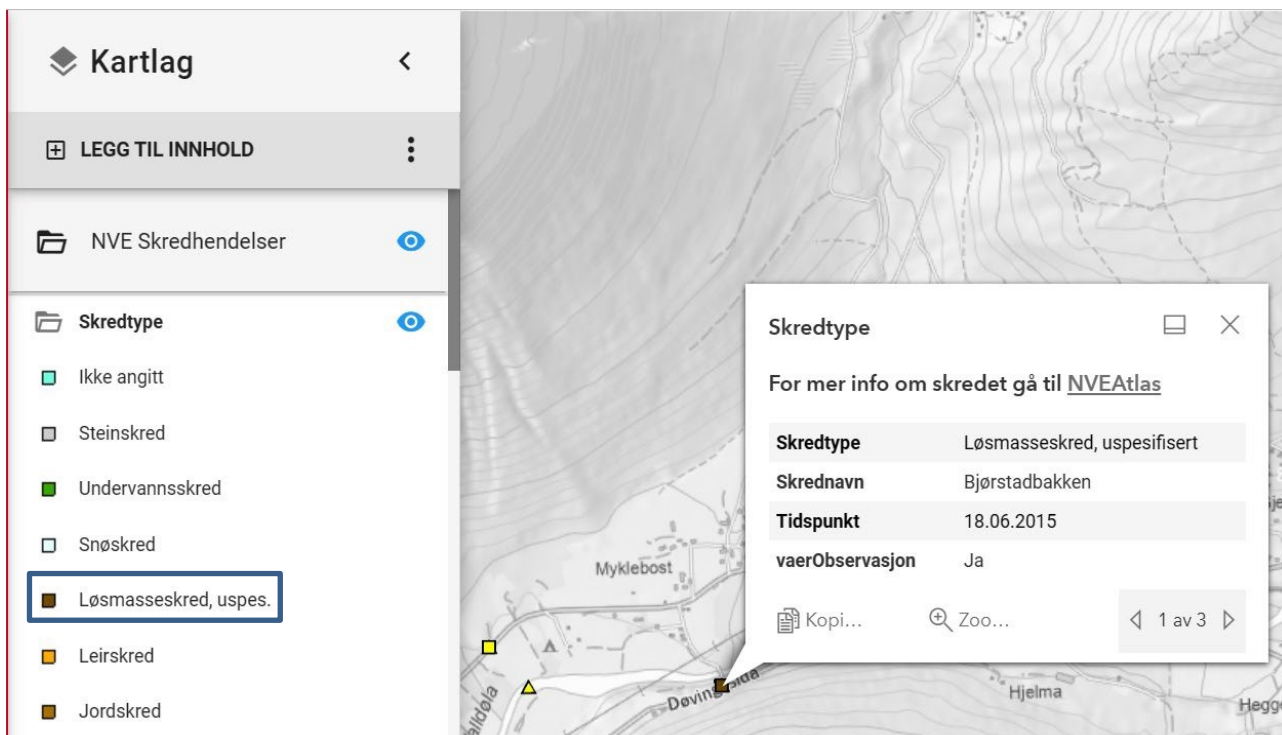 Kartlag
LEGG TIL INNHOLD
NVE Skredhendelser
Skredtype
Ikke angitt
Steinskred
Undervannsskred
Snøskred
Løsmasseskred, uspes.
Leirskred
Jordskred
Skredtype
For mer info om skredet gå til NVEAtlas
Skredtype Løsmasseskred, uspesifisert
Skrednavn Bjørstadbakken
Tidspunkt 18.06.2015
vaerObservasjon Ja
Kopi... Zoo... 1 av 3
Myklebost
Hjelma